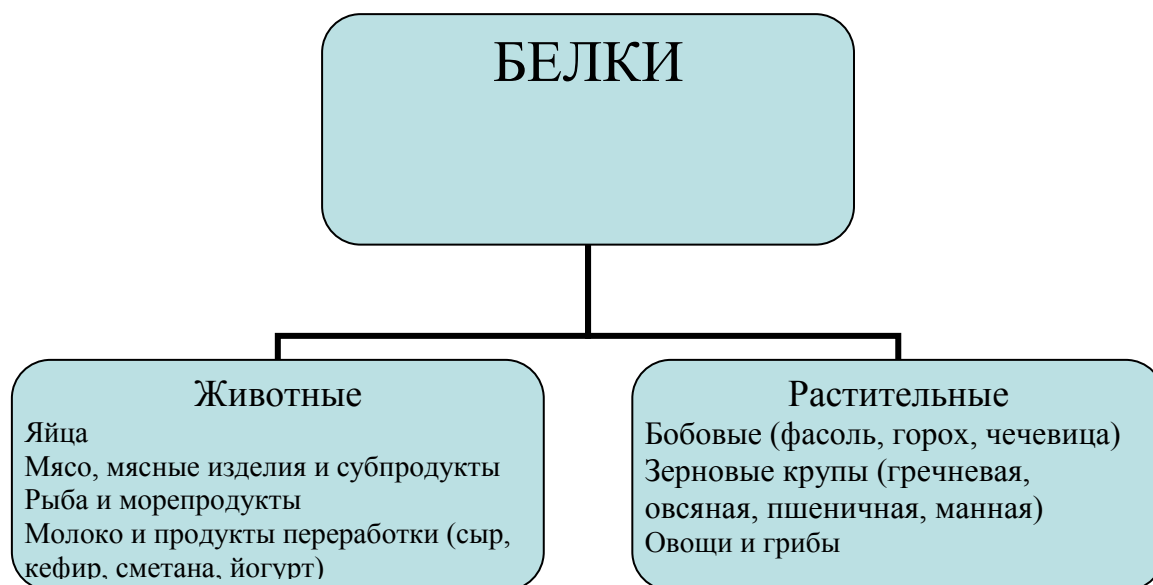 БЕЛКИ
Животные
Яйца
Мясо, мясные изделия и субпродукты
Рыба и морепродукты
Молоко и продукты переработки (сыр,
кефир, сметана, йогурт)
Растительные
Бобовые (фасоль, горох, чечевица)
Зерновые крупы (гречневая,
овсяная, пшеничная, манная)
Овощи и грибы